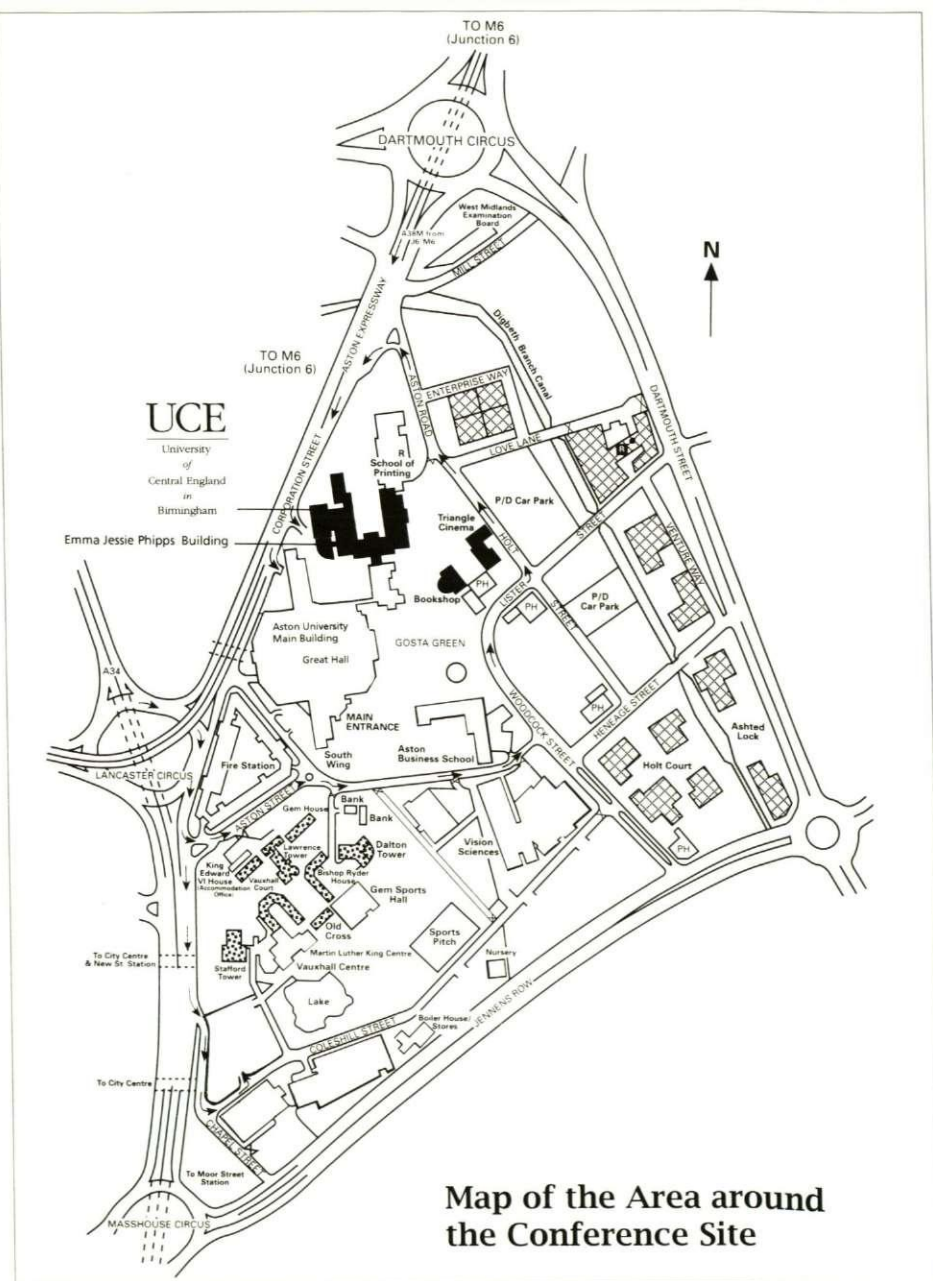 TO M6
(Junction 6)
DARTMOUTH CIRCUS
West Midlands
Examination
Board
A38M from
J6 M6
MILL STREET
N
ASTON EXPRESSWAY
Digbeth Branch Canal
TO M6
(Junction 6)
ENTERPRISE WAY
ASTON ROAD
DARTMOUTH STREET
UCE
University
of
Central England
in
Birmingham
LOVE LANE
R
School of
Printing
CORPORATION STREET
P/D Car Park
Triangle
Cinema
STREET
VENTURE WAY
Emma Jessie Phipps Building
HOLT
PH
LISTER
Bookshop
PH
STREET
P/D
Car Park
Aston University
Main Building
GOSTA GREEN
Great Hall
A34
WOODCOCK STREET
PH
HENEAGE STREET
MAIN
ENTRANCE
Ashted
Lock
South
Wing
Aston
Business School
Fire Station
Holt Court
LANCASTER CIRCUS
Bank
Gem House
Bank
ASTON STREET
Lawrence
Tower
Dalton
Tower
Vision
Sciences
PH
King
Edward
VI House
(Accommodation
Office)
Vauxhall
Court
Bishop Ryder
House
Gem Sports
Hall
Old
Cross
Sports
Pitch
To City Centre
& New St. Station
Martin Luther King Centre
Nursery
Stafford
Tower
Vauxhall Centre
Lake
JENNENS ROW
Boiler House/
Stores
COLESHILL STREET
To City Centre
CHAPEL STREET
To Moor Street
Station
MASSHOUSE CIRCUS
Map of the Area around
the Conference Site